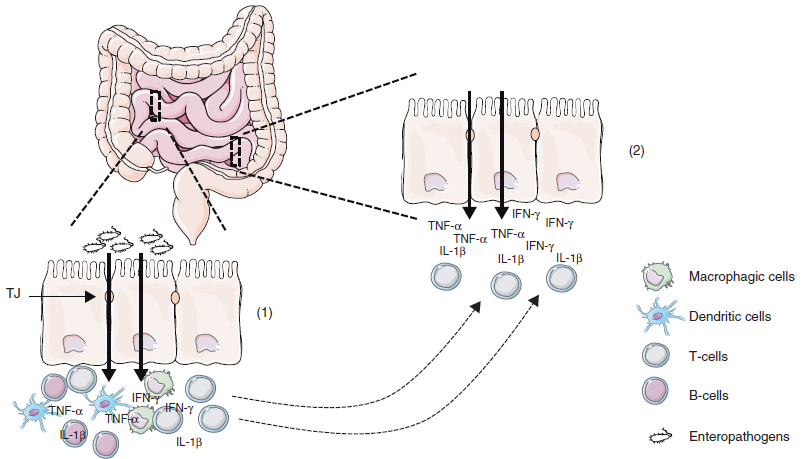 (2)
IFN-γ
IFN-γ
TNF-α
TNF-α
TNF-α
IFN-γ
IL-1β
IL-1β
IL-1β
TJ
(1)
Macrophagic cells
Dendritic cells
T-cells
B-cells
Enteropathogens
IFN-γ
IFN-γ
TNF-α
TNF-α
IL-1β
IL-1β